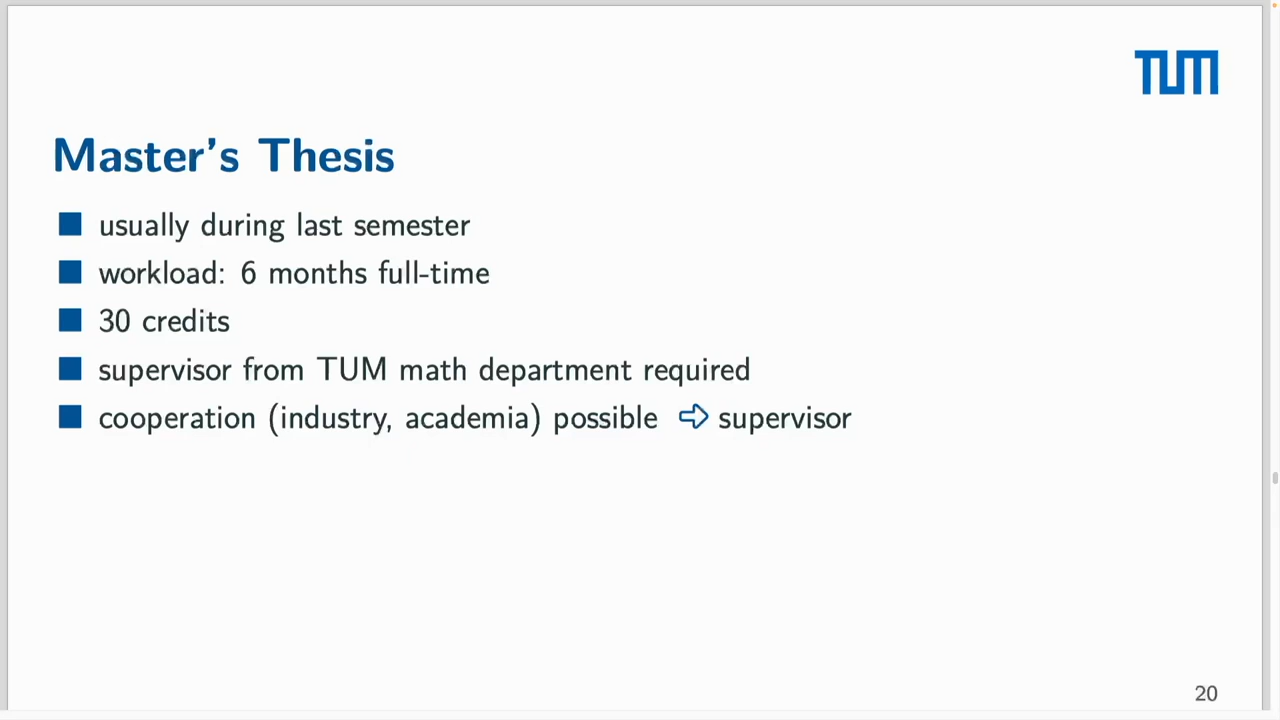 TUM
Master's Thesis
usually during last semester
workload: 6 months full-time
30 credits
supervisor from TUM math department required
cooperation (industry, academia) possible ⇨ supervisor
20